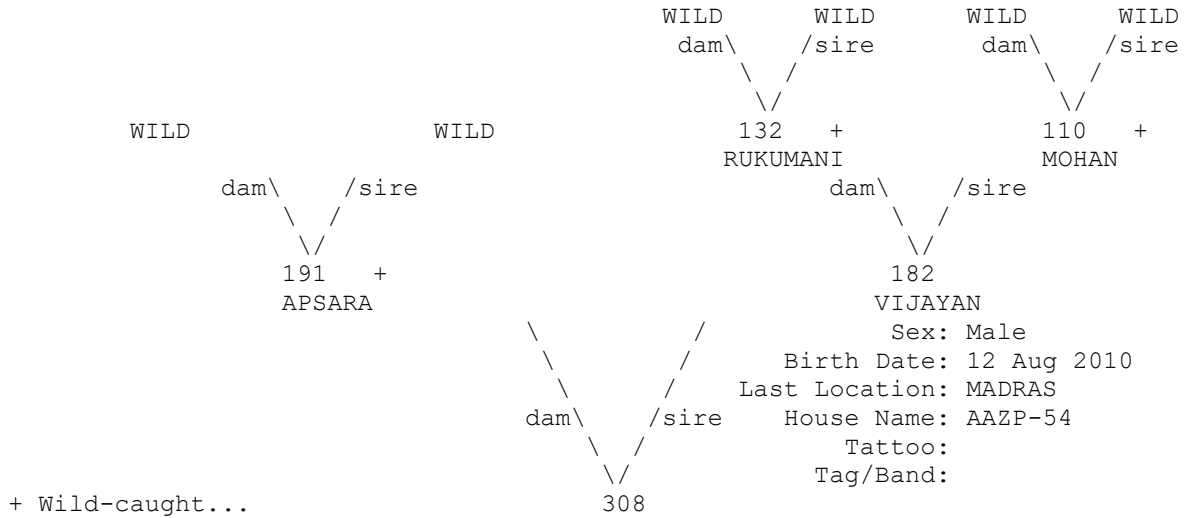 WILD WILD WILD WILD
dam\ /sire dam\ /sire
\ / \ /
\/ \/
WILD WILD 132 + 110 +
RUKUMANI MOHAN
dam\ /sire dam\ /sire
\ / \ /
\/ \/
191 + 182
APSARA VIJAYAN
\ / Sex: Male
\ / Birth Date: 12 Aug 2010
\ / Last Location: MADRAS
dam\ /sire House Name: AAZP-54
\ / Tattoo:
\/ Tag/Band:
+ Wild-caught... 308